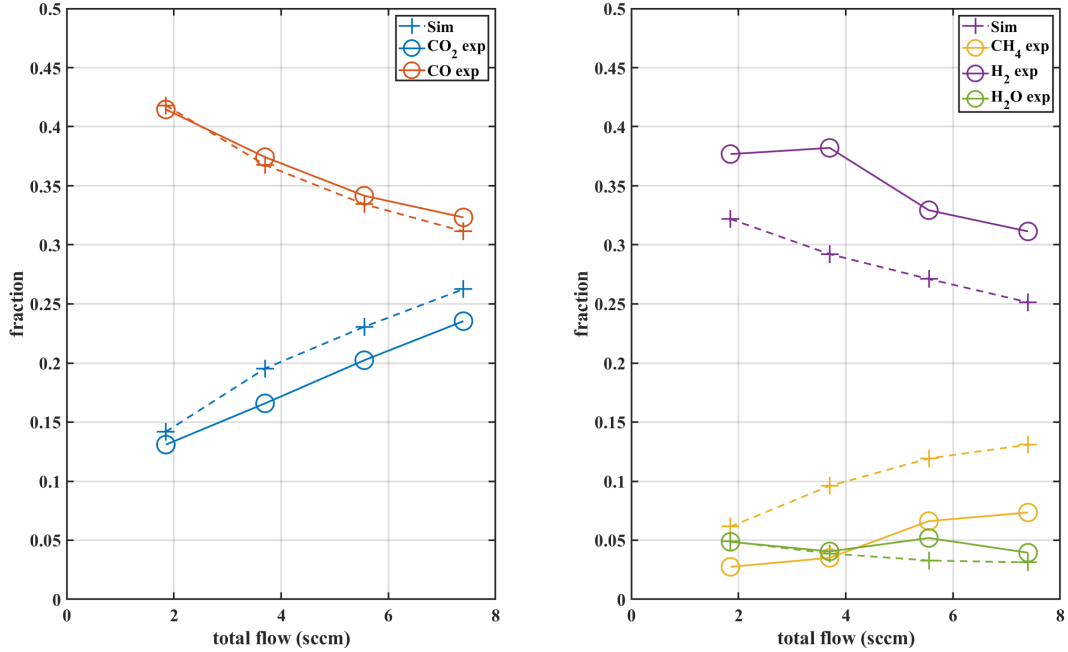 0.5
0.45
0.4
0.35
0.3
0.25
0.2
0.15
0.1
0.05
0
fraction
0 2 4 6 8
total flow (sccm)
Sim
CO2 exp
CO exp
0.5
0.45
0.4
0.35
0.3
0.25
0.2
0.15
0.1
0.05
0
fraction
0 2 4 6 8
total flow (sccm)
Sim
CH4 exp
H2 exp
H2O exp